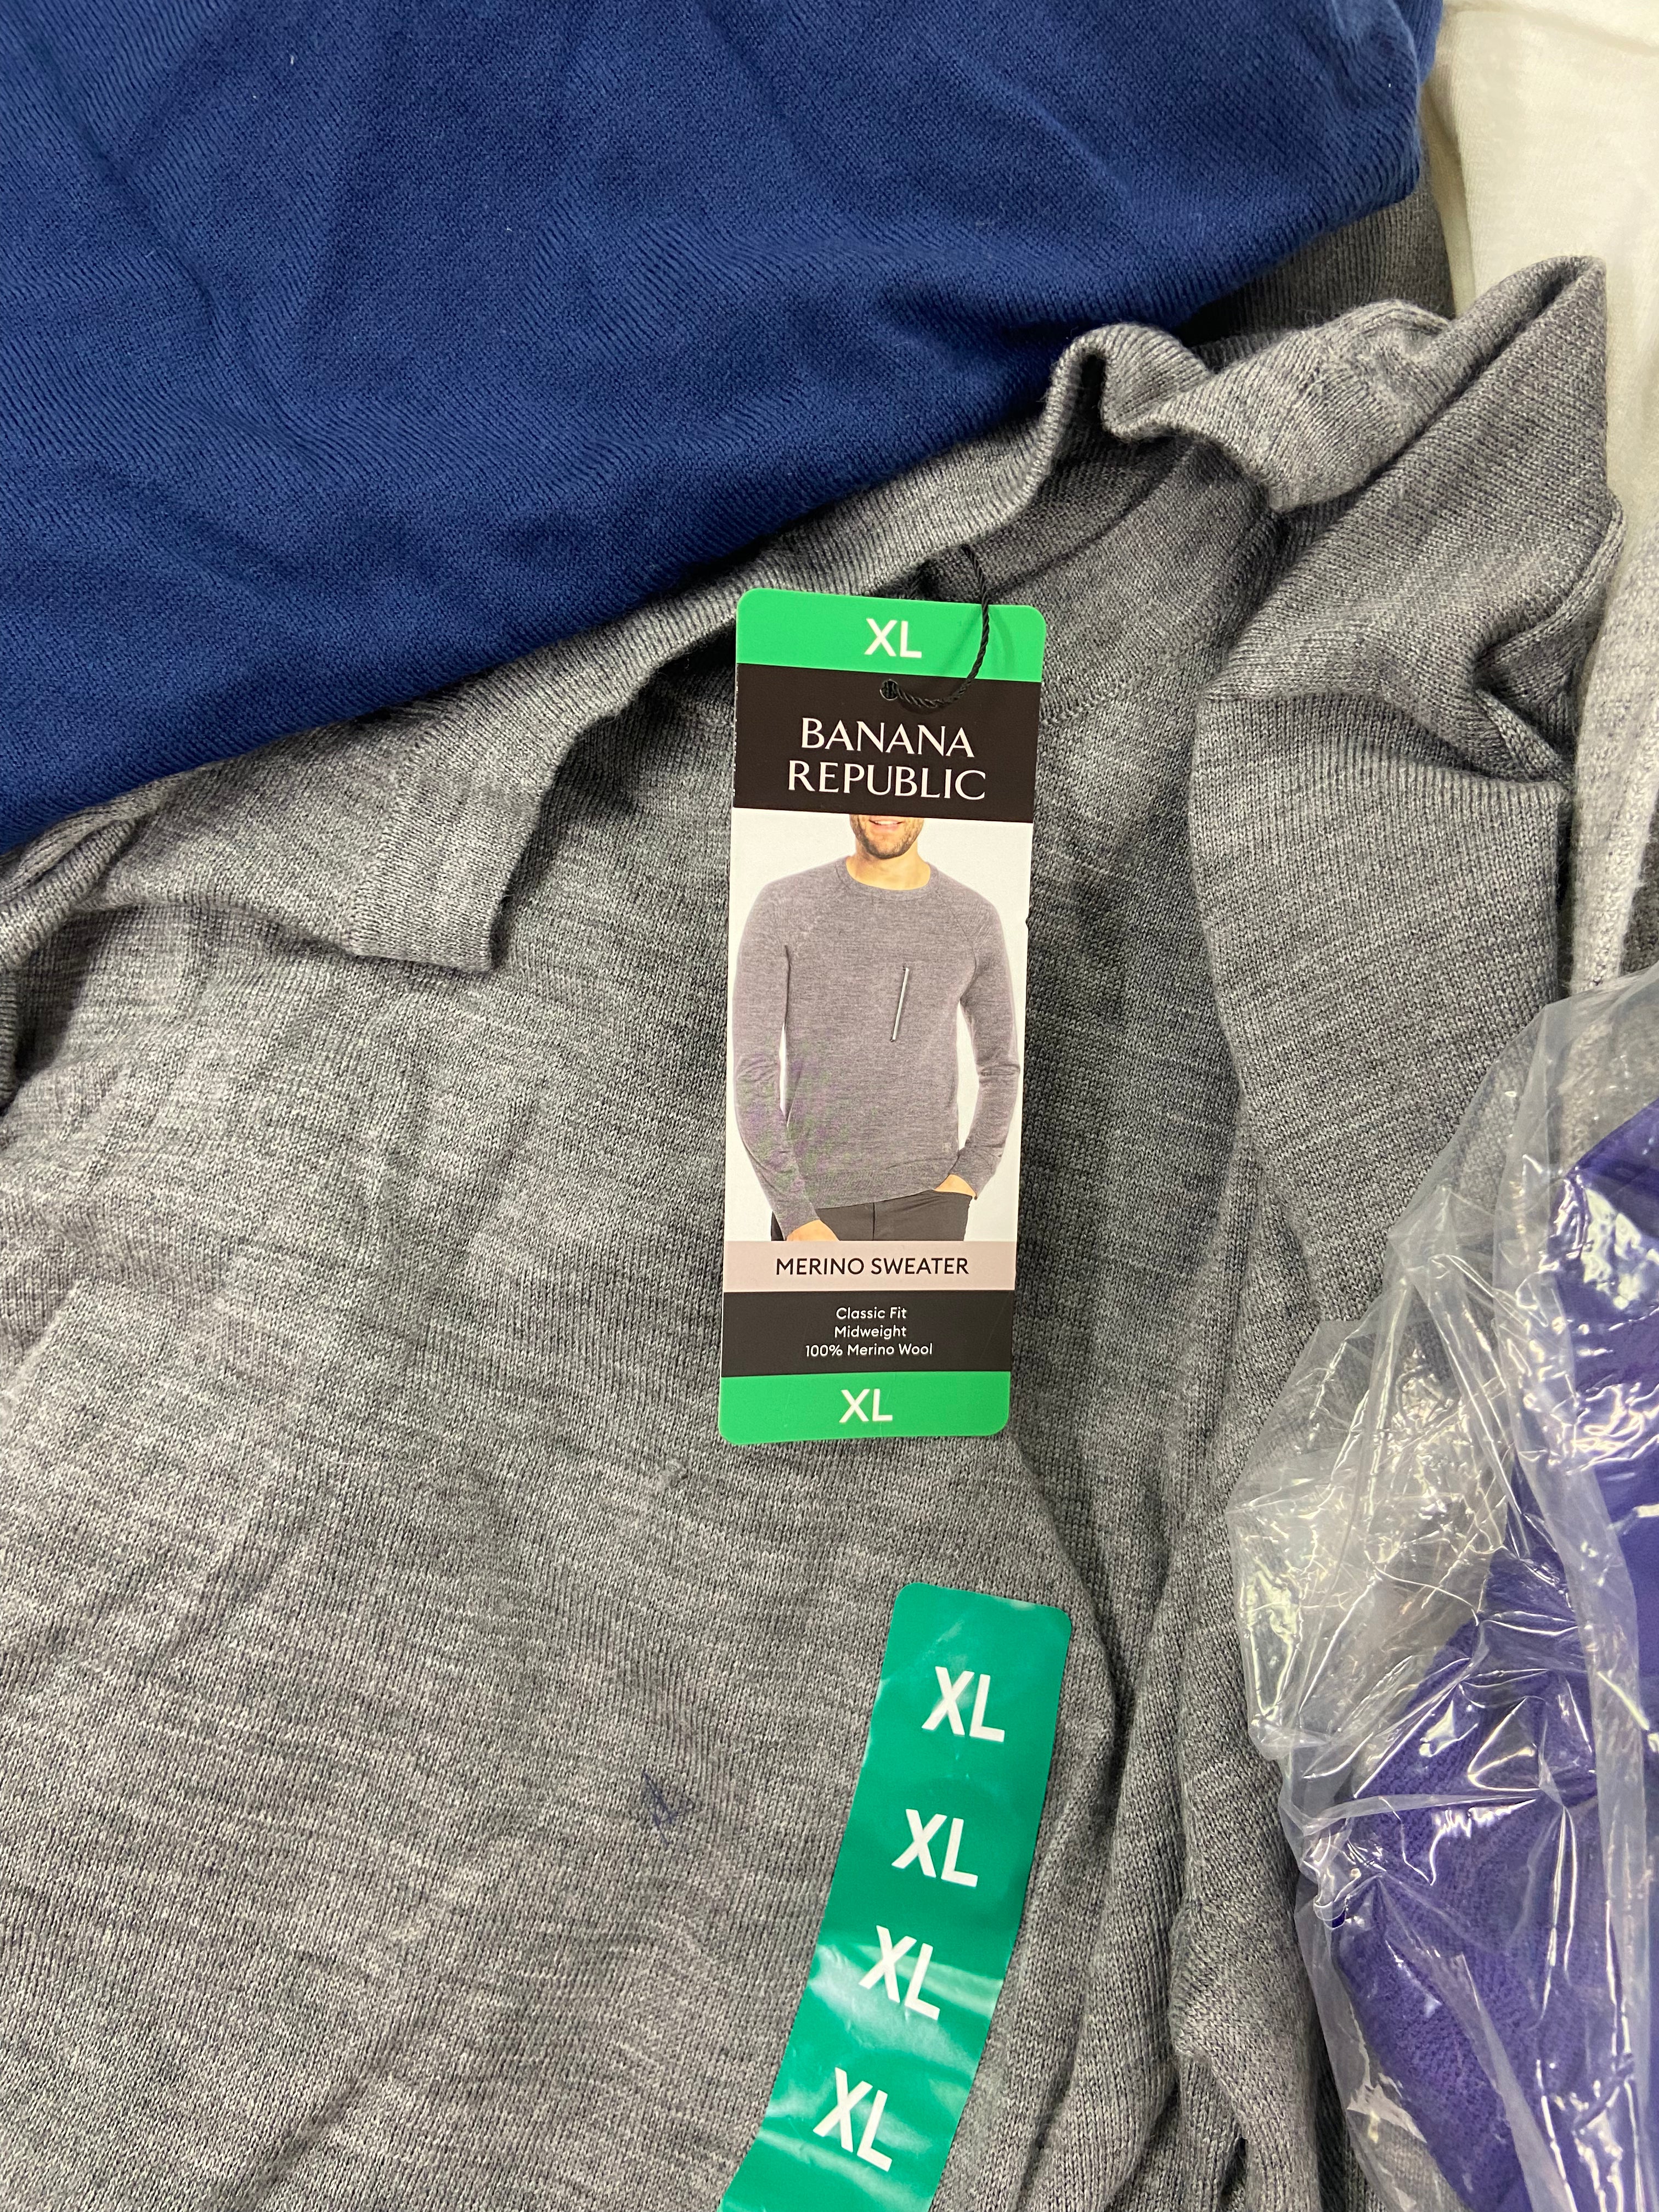 XL
BANANA
REPUBLIC
MERINO SWEATER
Classic Fit
Midweight
100% Merino Wool
XL
XL
XL
XL
XL